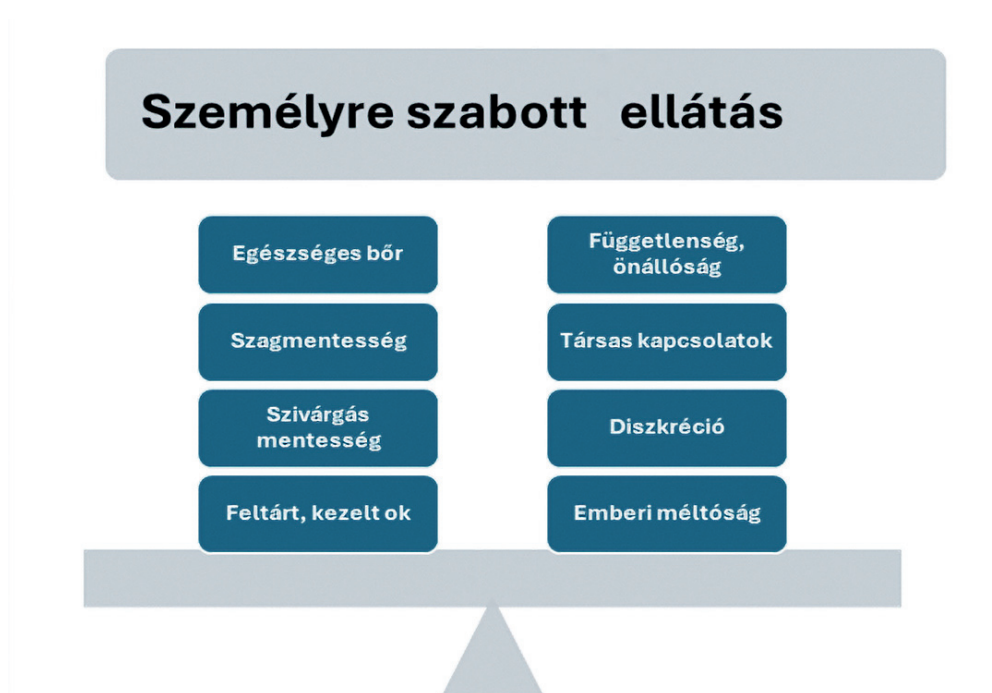 Személyre szabott ellátás
Egészséges bőr
Szagmentesség
Szivárgás
mentesség
Feltárt, kezelt ok
Függetlenség,
önállóság
Társas kapcsolatok
Diszkréció
Emberi méltóság